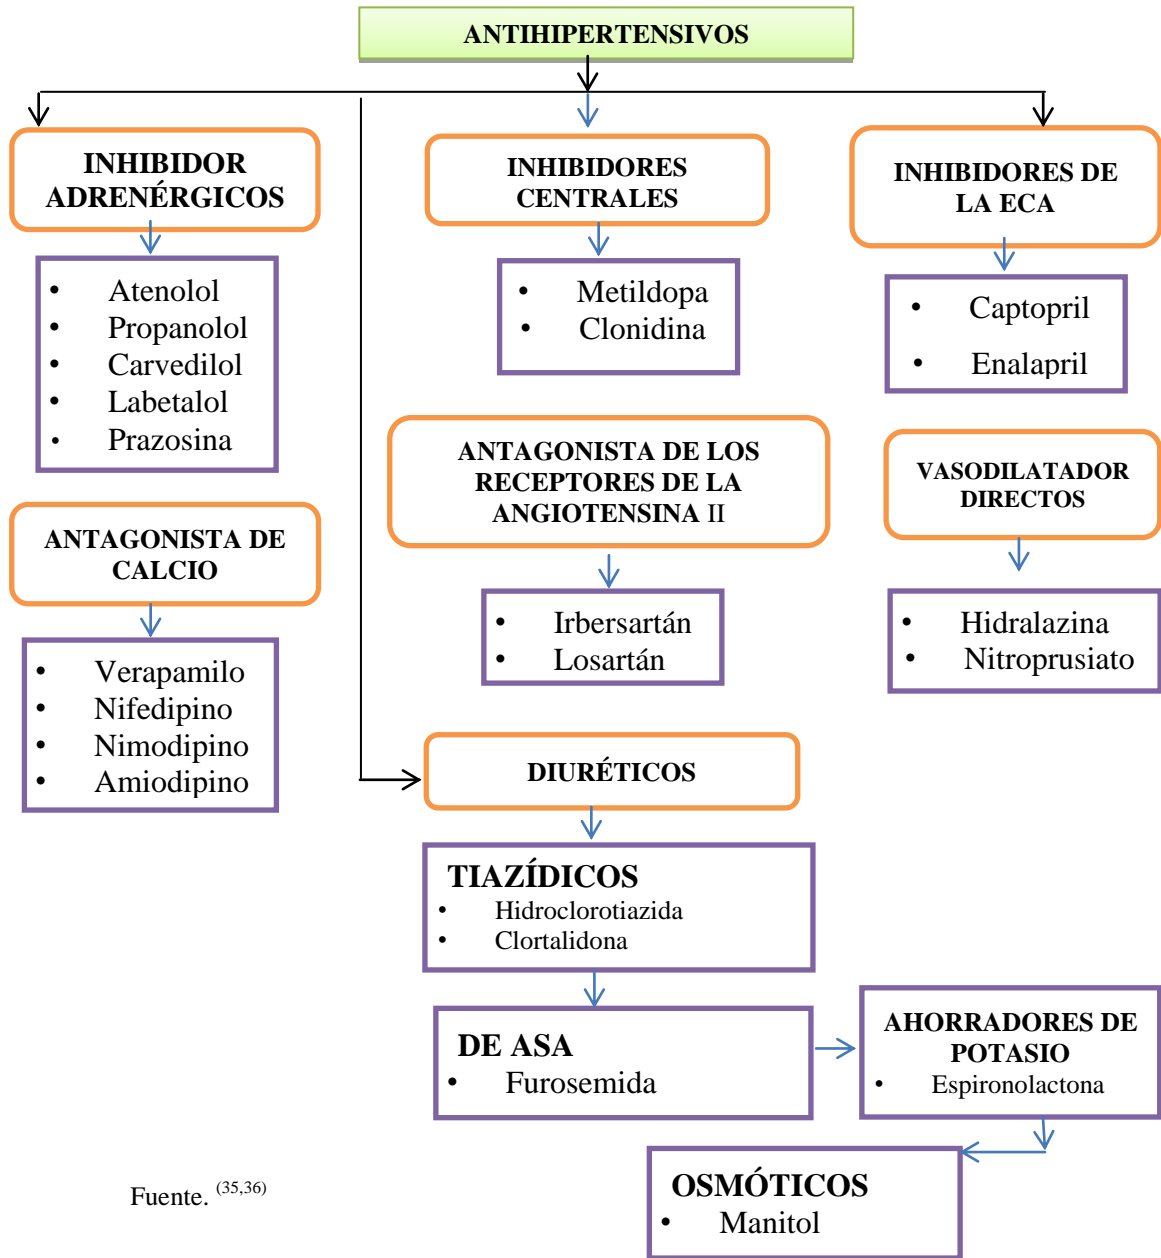 ANTIHIPERTENSIVOS
INHIBIDOR
ADRENÉRGICOS
• Atenolol
• Propanolol
• Carvedilol
• Labetalol
• Prazosina
INHIBIDORES
CENTRALES
• Metildopa
• Clonidina
INHIBIDORES DE
LA ECA
• Captopril
• Enalapril
ANTAGONISTA DE
CALCIO
• Verapamilo
• Nifedipino
• Nimodipino
• Amiodipino
ANTAGONISTA DE LOS
RECEPTORES DE LA
ANGIOTENSINA II
• Irbersartán
• Losartán
VASODILATADOR
DIRECTOS
• Hidralazina
• Nitroprusiato
DIURÉTICOS
TIAZÍDICOS
• Hidroclorotiazida
• Clortalidona
DE ASA
• Furosemida
AHORRADORES DE
POTASIO
• Espironolactona
OSMÓTICOS
• Manitol
Fuente. (35,36)